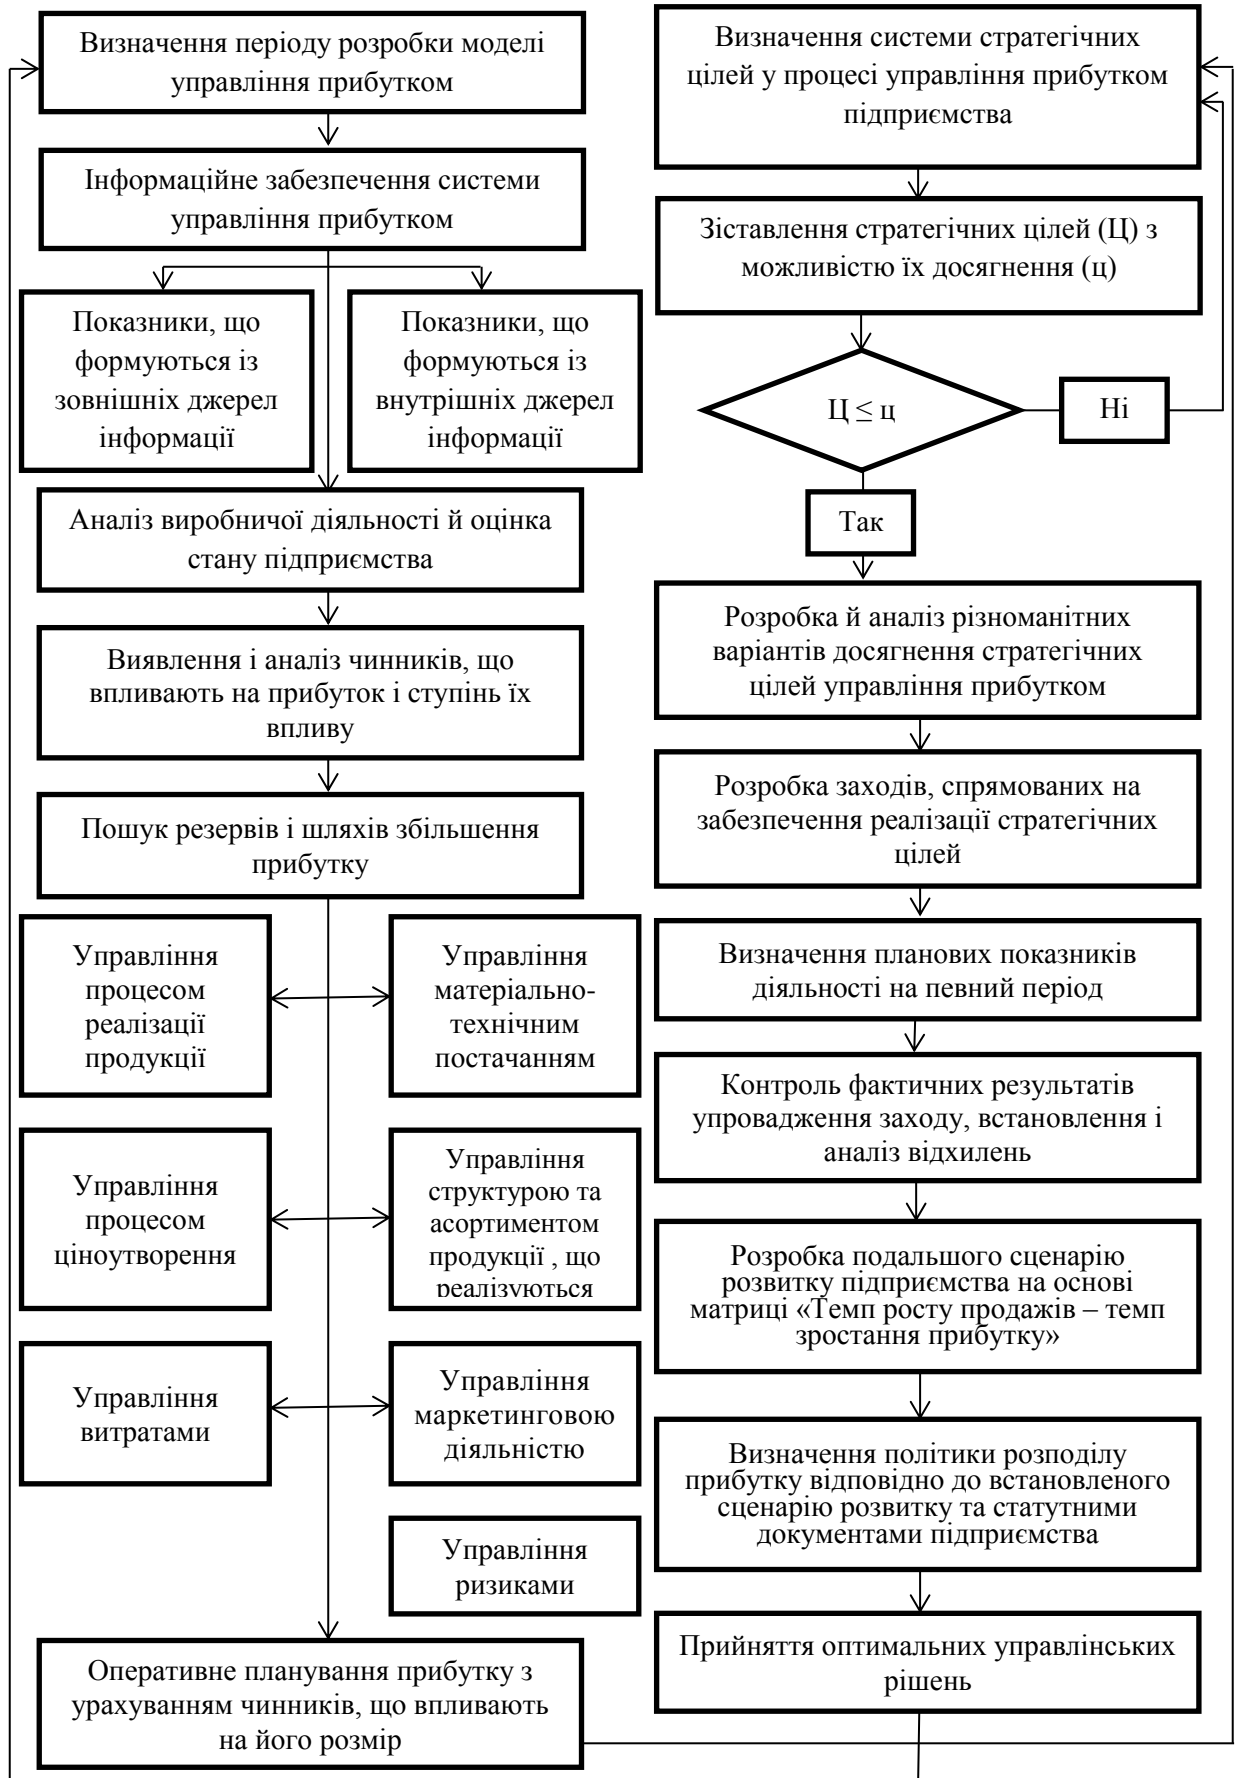 Визначення періоду розробки моделі
управління прибутком
Інформаційне забезпечення системи
управління прибутком
Показники, що
формуються із
зовнішніх джерел
інформації
Показники, що
формуються із
внутрішніх джерел
інформації
Аналіз виробничої діяльності й оцінка
стану підприємства
Виявлення і аналіз чинників, що
впливають на прибуток і ступінь їх
впливу
Пошук резервів і шляхів збільшення
прибутку
Управління
процесом
реалізації
продукції
Управління
матеріально-
технічним
постачанням
Управління
процесом
ціноутворення
Управління
структурою та
асортиментом
продукції , що
реалізуються
Управління
витратами
Управління
маркетинговою
діяльністю
Управління
ризиками
Оперативне планування прибутку з
урахуванням чинників, що впливають
на його розмір
Визначення системи стратегічних
цілей у процесі управління прибутком
підприємства
Зіставлення стратегічних цілей (Ц) з
можливістю їх досягнення (ц)
Ц ≤ ц
Ні
Так
Розробка й аналіз різноманітних
варіантів досягнення стратегічних
цілей управління прибутком
Розробка заходів, спрямованих на
забезпечення реалізації стратегічних
цілей
Визначення планових показників
діяльності на певний період
Контроль фактичних результатів
упровадження заходу, встановлення і
аналіз відхилень
Розробка подальшого сценарію
розвитку підприємства на основі
матриці «Темп росту продажів – темп
зростання прибутку»
Визначення політики розподілу
прибутку відповідно до встановленого
сценарію розвитку та статутними
документами підприємства
Прийняття оптимальних управлінських
рішень